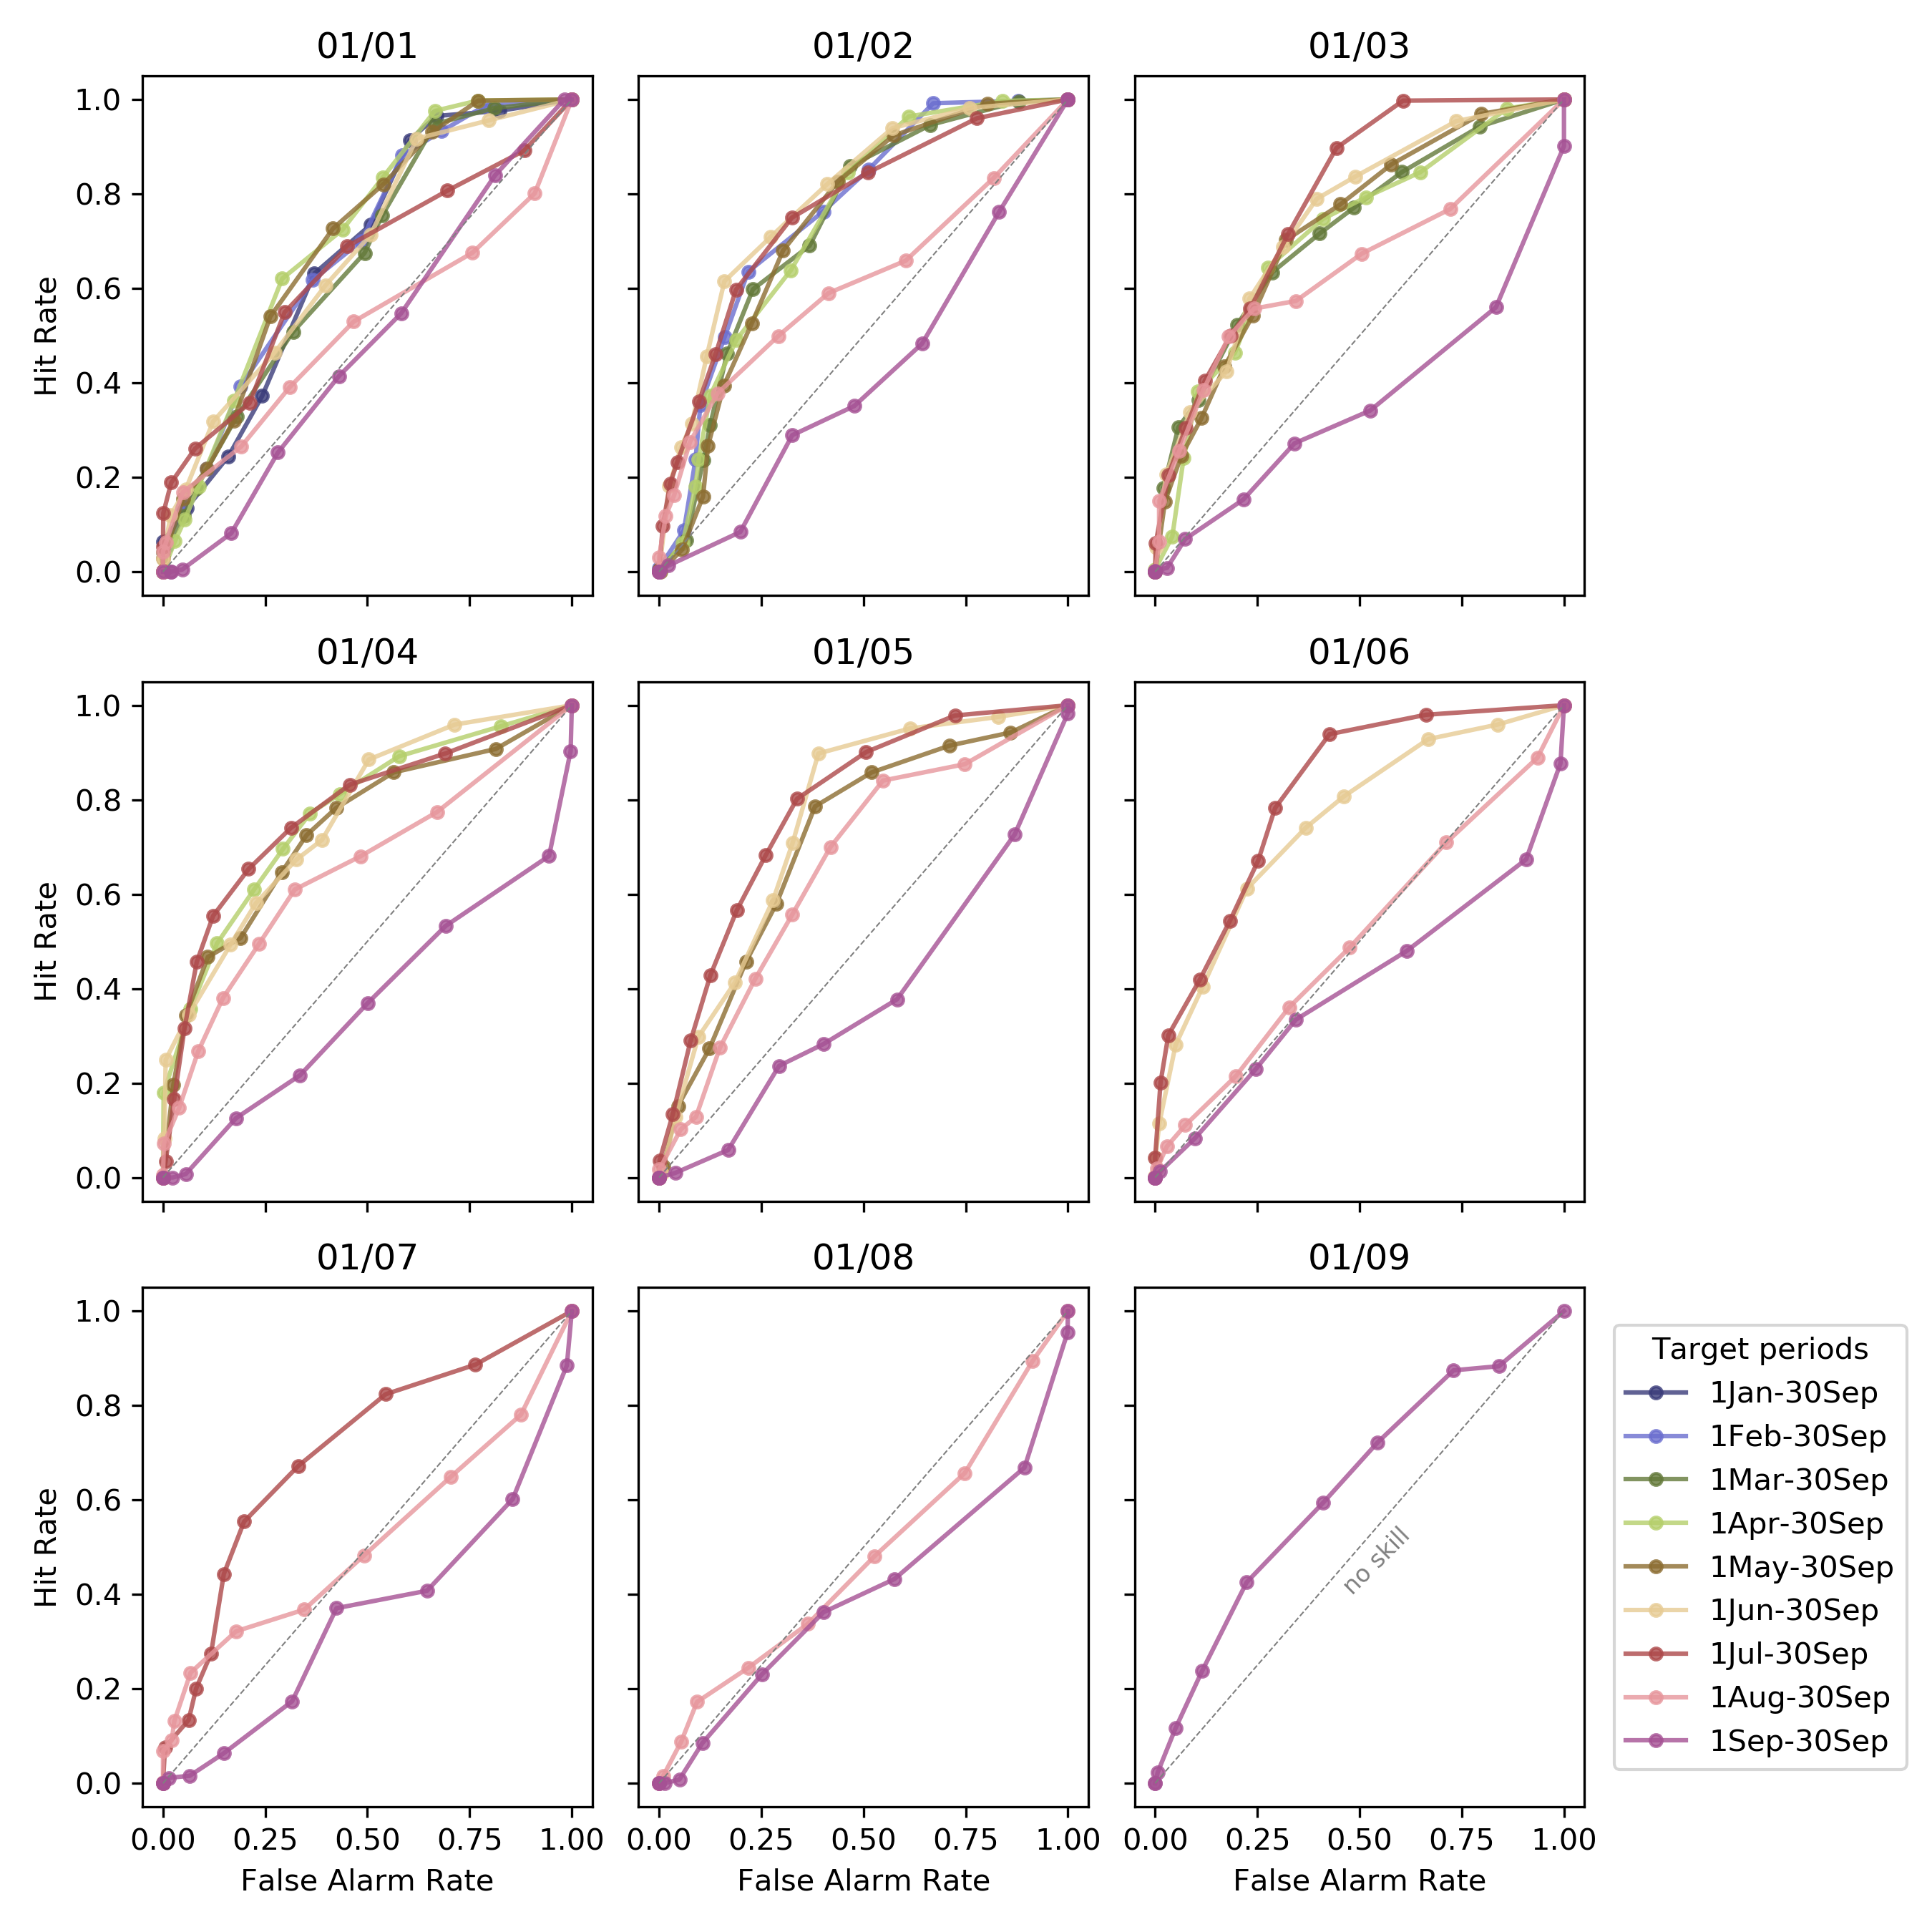 01/01
01/02
01/03
1.0
0.8
0.6
0.4
0.2
0.0
Hit Rate
01/04
01/05
01/06
1.0
0.8
0.6
0.4
0.2
0.0
Hit Rate
01/07
01/08
01/09
1.0
0.8
0.6
0.4
0.2
0.0
Hit Rate
no skill
0.00 0.25 0.50 0.75 1.00
0.00 0.25 0.50 0.75 1.00
0.00 0.25 0.50 0.75 1.00
False Alarm Rate
False Alarm Rate
False Alarm Rate
Target periods
1Jan-30Sep
1Feb-30Sep
1Mar-30Sep
1Apr-30Sep
1May-30Sep
1Jun-30Sep
1Jul-30Sep
1Aug-30Sep
1Sep-30Sep